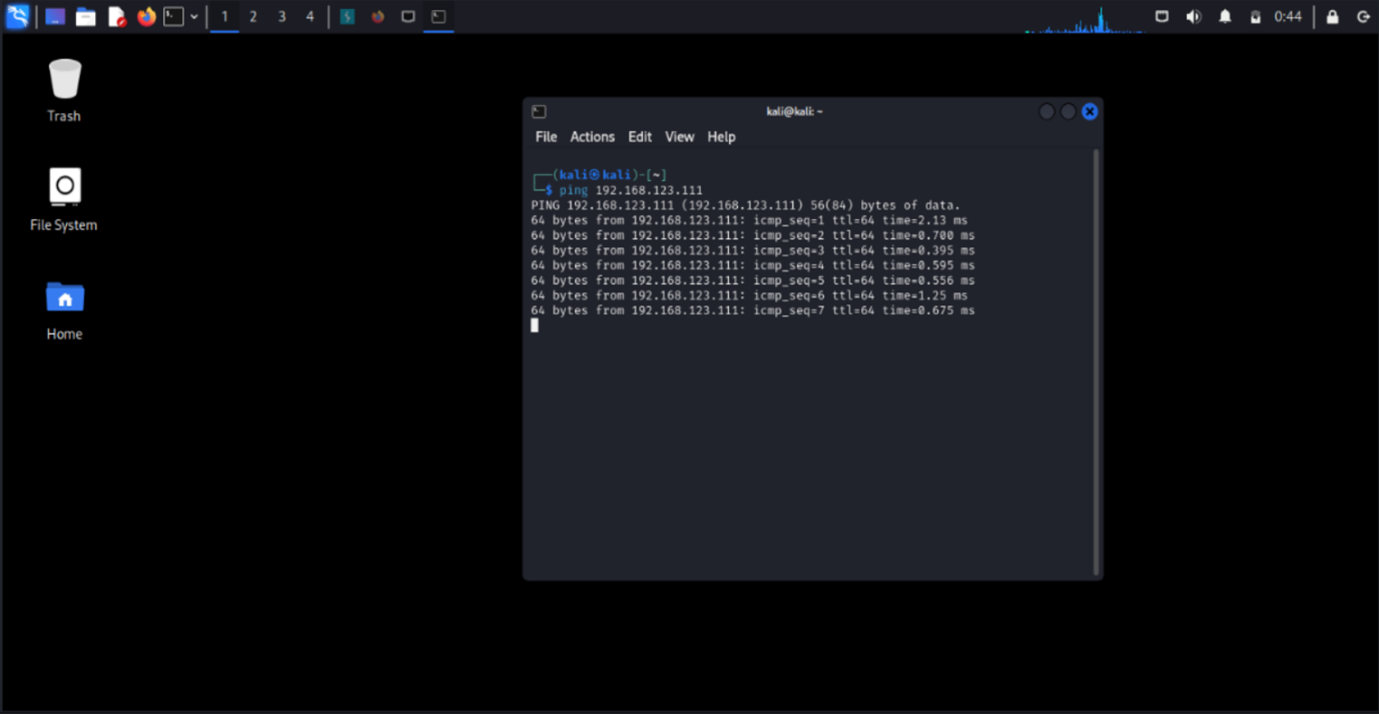 1 2 3 4
0:44
Trash
File System
Home
kali@kali: ~
File Actions Edit View Help
┌──(kali㉿kali)-[~]
└─$ ping 192.168.123.111
PING 192.168.123.111 (192.168.123.111) 56(84) bytes of data.
64 bytes from 192.168.123.111: icmp_seq=1 ttl=64 time=2.13 ms
64 bytes from 192.168.123.111: icmp_seq=2 ttl=64 time=0.700 ms
64 bytes from 192.168.123.111: icmp_seq=3 ttl=64 time=0.395 ms
64 bytes from 192.168.123.111: icmp_seq=4 ttl=64 time=0.595 ms
64 bytes from 192.168.123.111: icmp_seq=5 ttl=64 time=0.556 ms
64 bytes from 192.168.123.111: icmp_seq=6 ttl=64 time=1.25 ms
64 bytes from 192.168.123.111: icmp_seq=7 ttl=64 time=0.675 ms